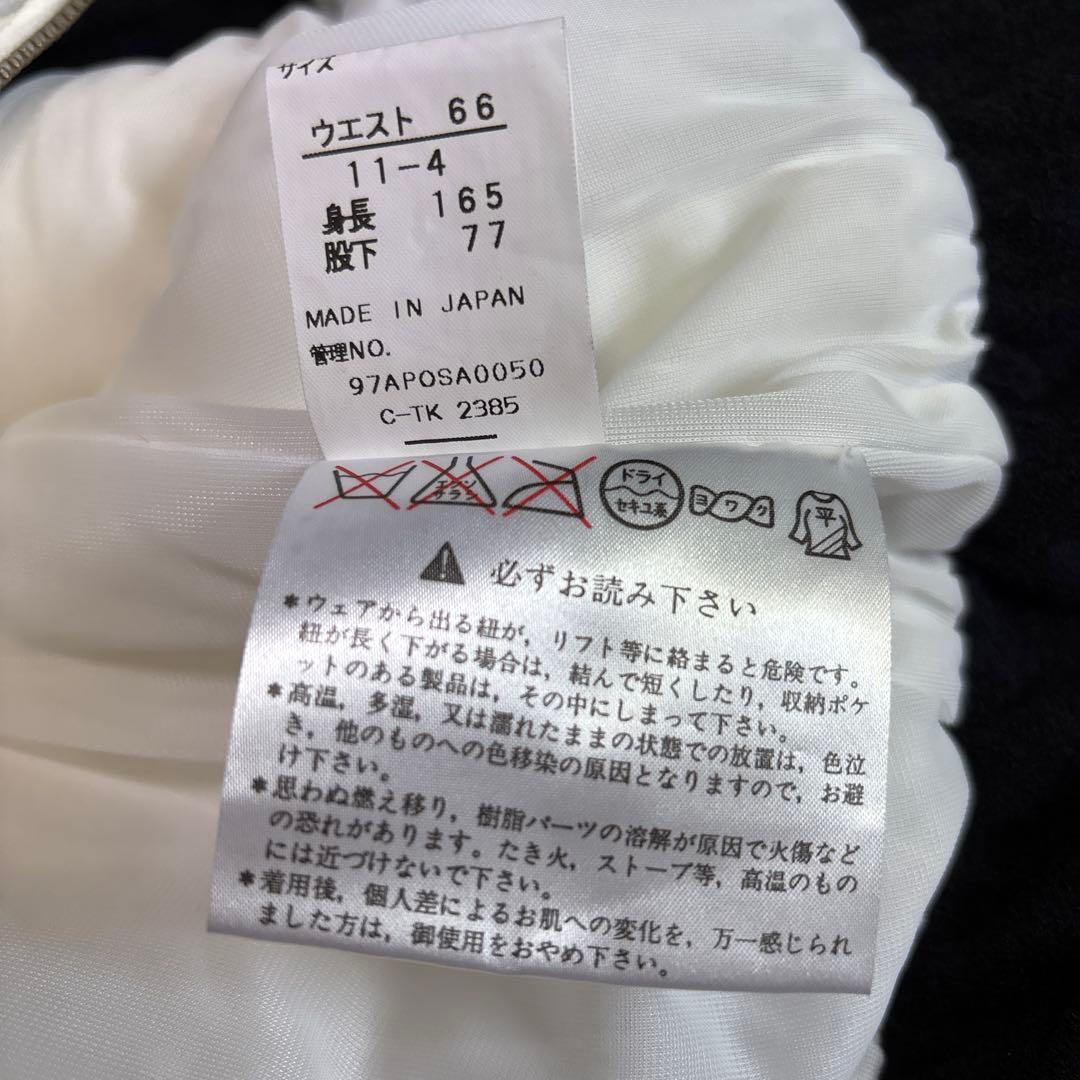 サイズ
ウエスト 66
11-4
身長 165
股下 77
MADE IN JAPAN
管理NO.
97APOSA0050
C-TK 2385
エンソ
サラシ
ドライ
セキユ系
ヨワク
平
必ずお読み下さい
*ウェアから出る紐が，リフト等に絡まると危険です。
紐が長く下がる場合は，結んで短くしたり，収納ポケ
ットのある製品は，その中にしまって下さい。
*高温，多湿，又は濡れたままの状態での放置は，色泣
き，他のものへの色移染の原因となりますので，お避
け下さい。
*思わぬ燃え移り，樹脂パーツの溶解が原因で火傷など
の恐れがあります。たき火，ストーブ等，高温のもの
には近づけないで下さい。
*着用後，個人差によるお肌への変化を，万一感じられ
ました方は，御使用をおやめ下さい。